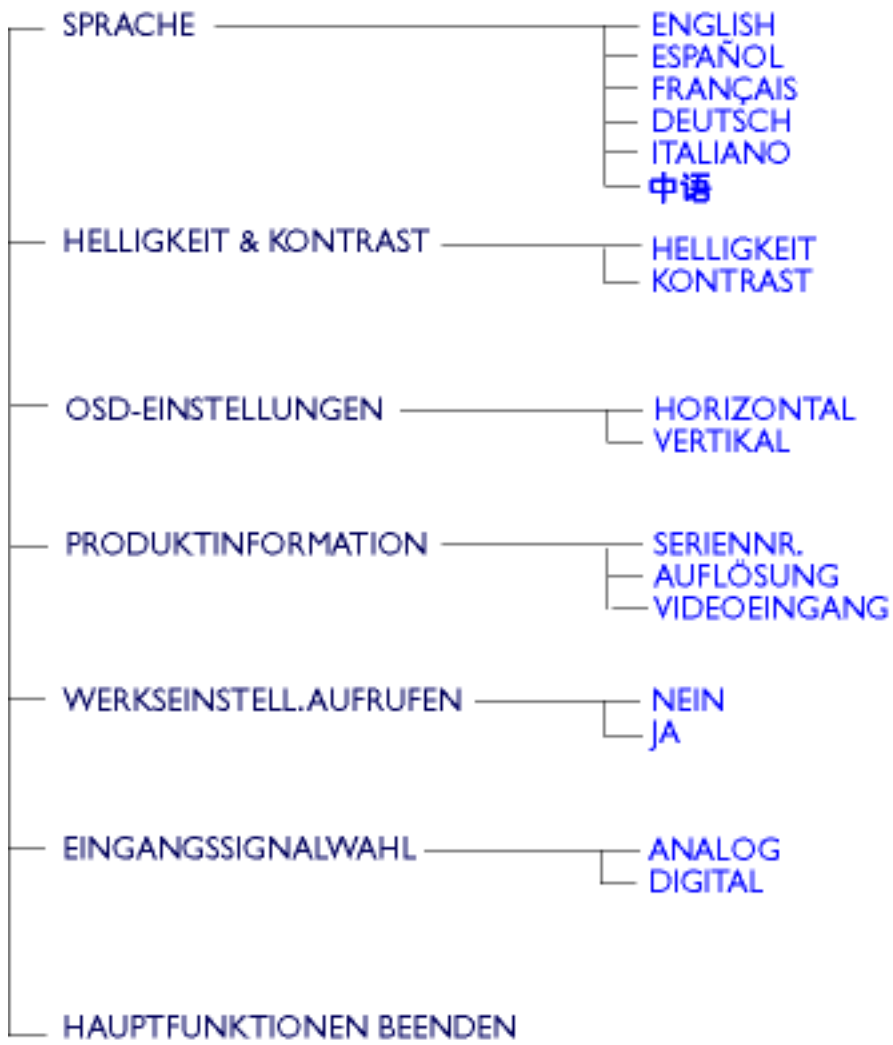 SPRACHE
ENGLISH
ESPAÑOL
FRANÇAIS
DEUTSCH
ITALIANO
中语
HELLIGKEIT & KONTRAST
HELLIGKEIT
KONTRAST
OSD-EINSTELLUNGEN
HORIZONTAL
VERTIKAL
PRODUKTINFORMATION
SERIENNR.
AUFLÖSUNG
VIDEOEINGANG
WERKSEINSTELL.AUFRUFEN
NEIN
JA
EINGANGSSIGNALWAHL
ANALOG
DIGITAL
HAUPTFUNKTIONEN BEENDEN